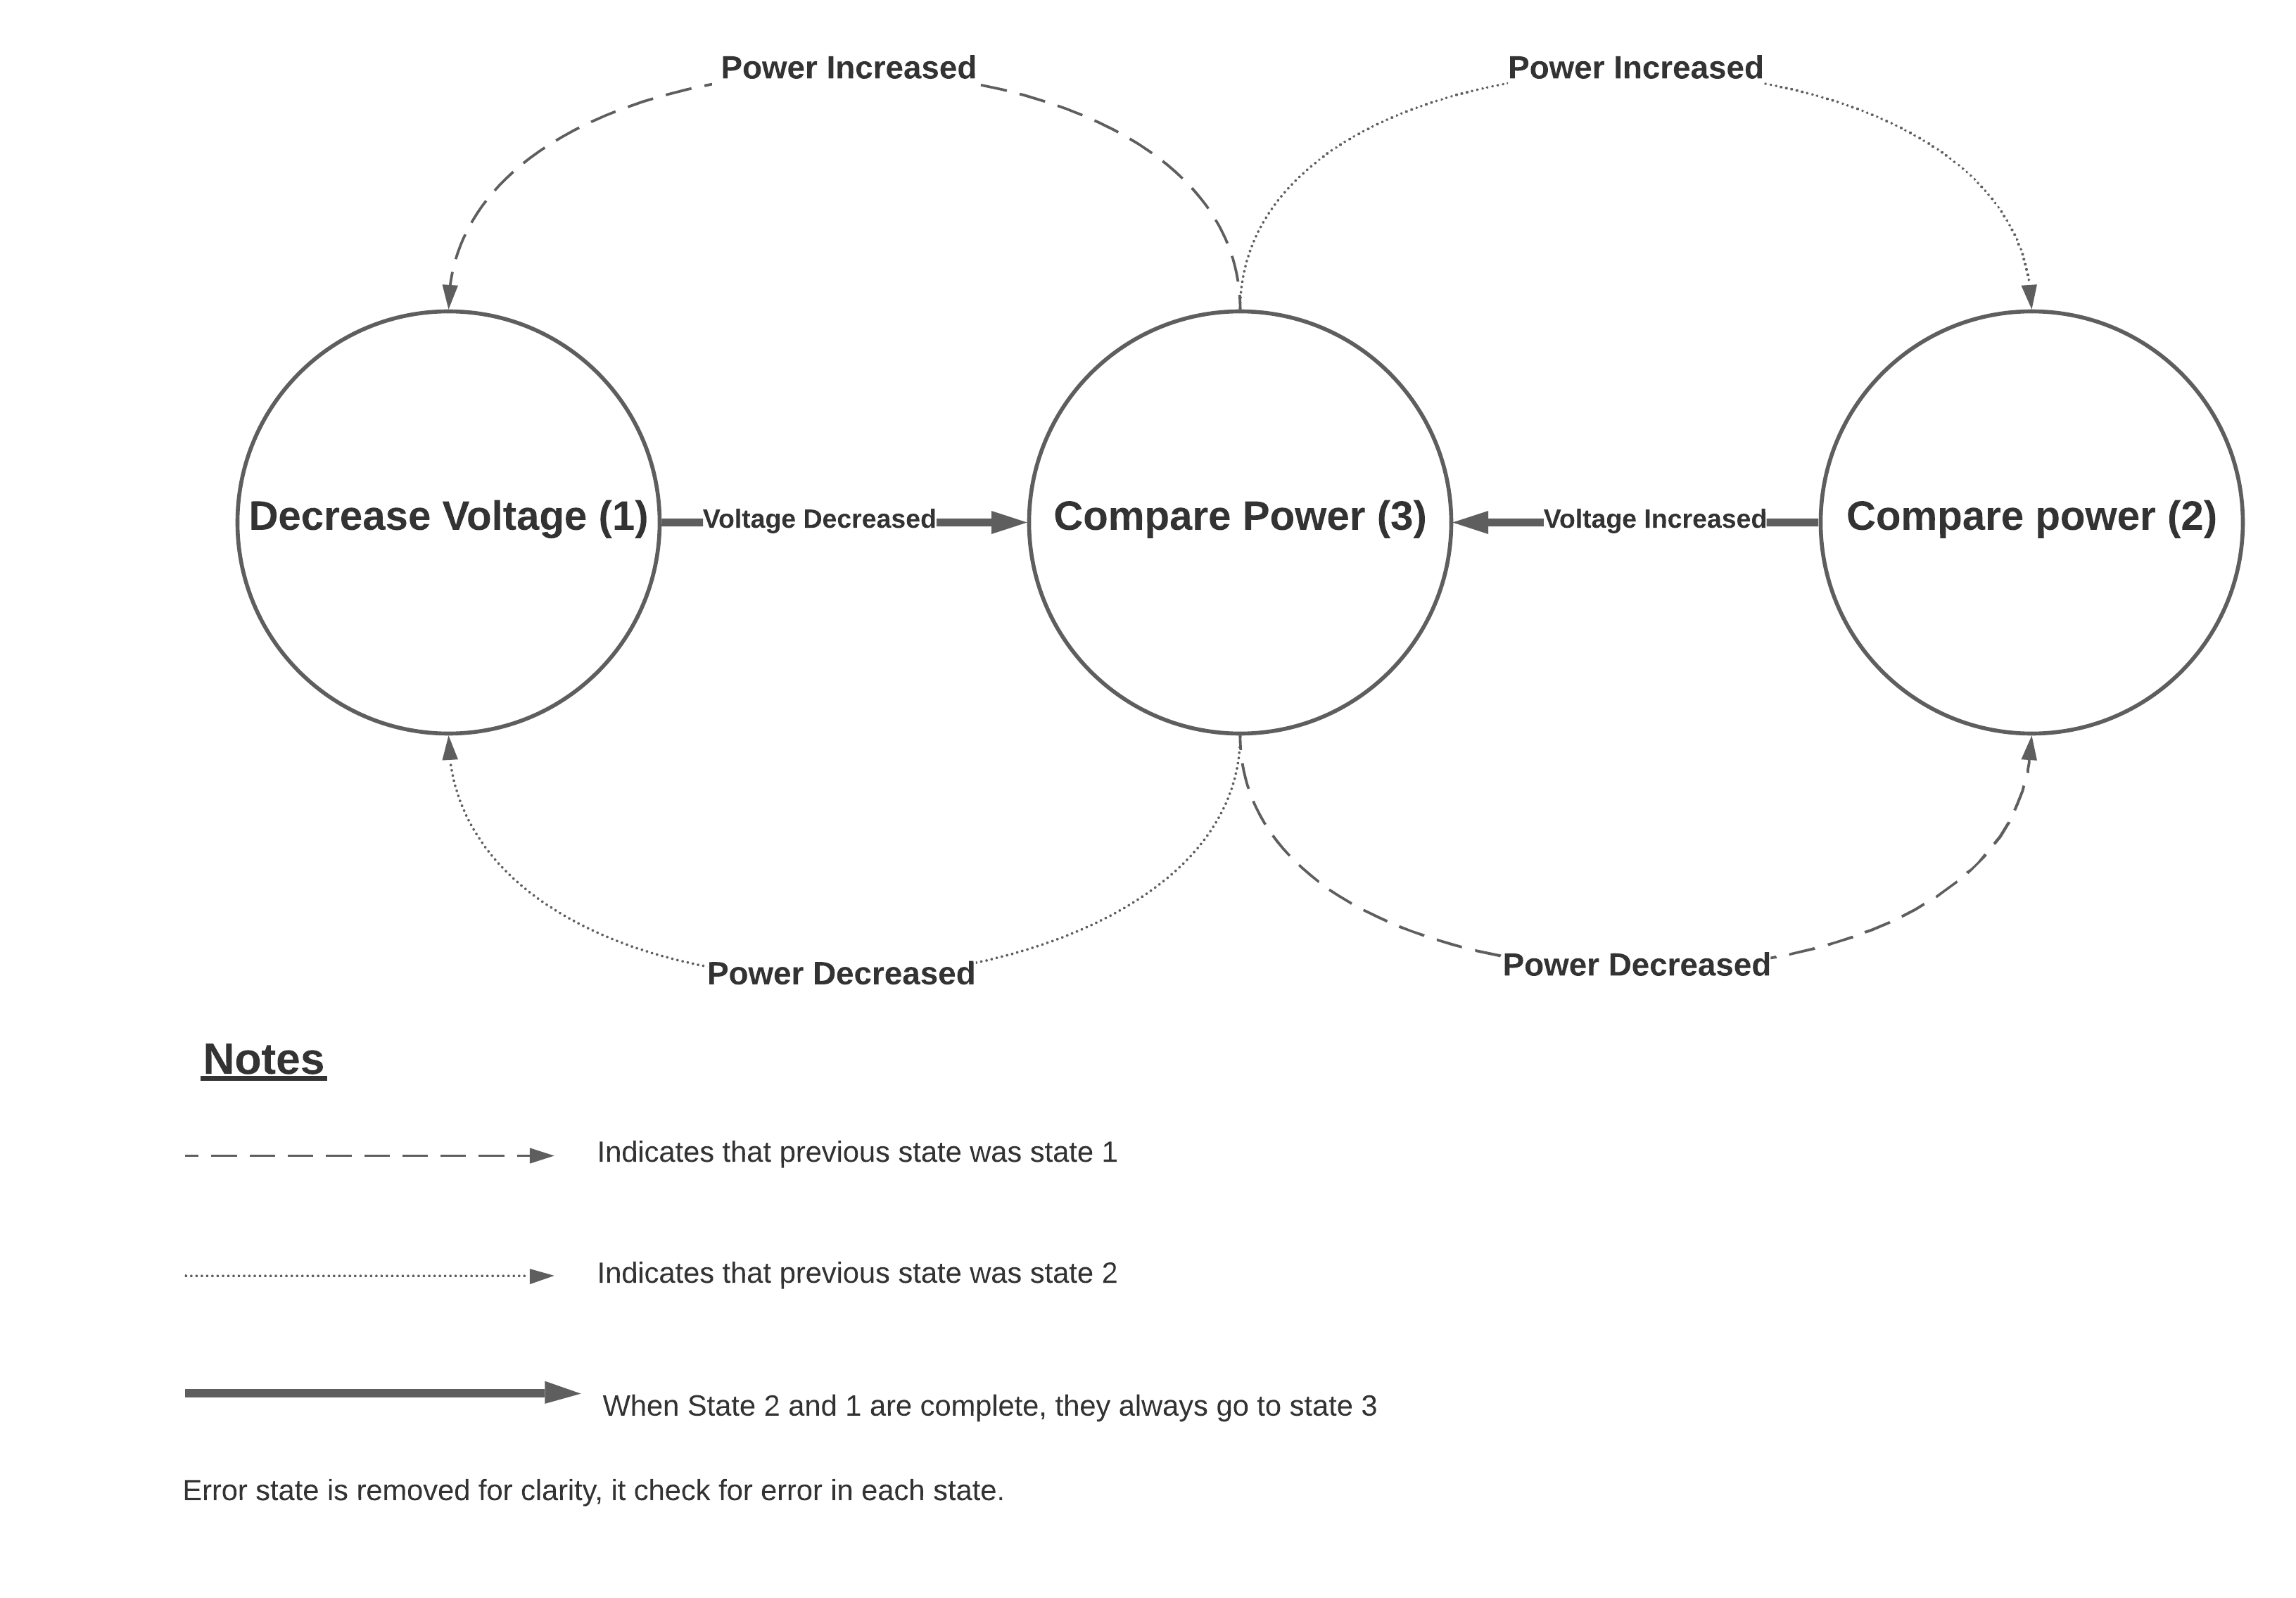 Power Increased
Power Increased
Decrease Voltage (1)
Voltage Decreased
Compare Power (3)
Voltage Increased
Compare power (2)
Power Decreased
Power Decreased
Notes
Indicates that previous state was state 1
Indicates that previous state was state 2
When State 2 and 1 are complete, they always go to state 3
Error state is removed for clarity, it check for error in each state.